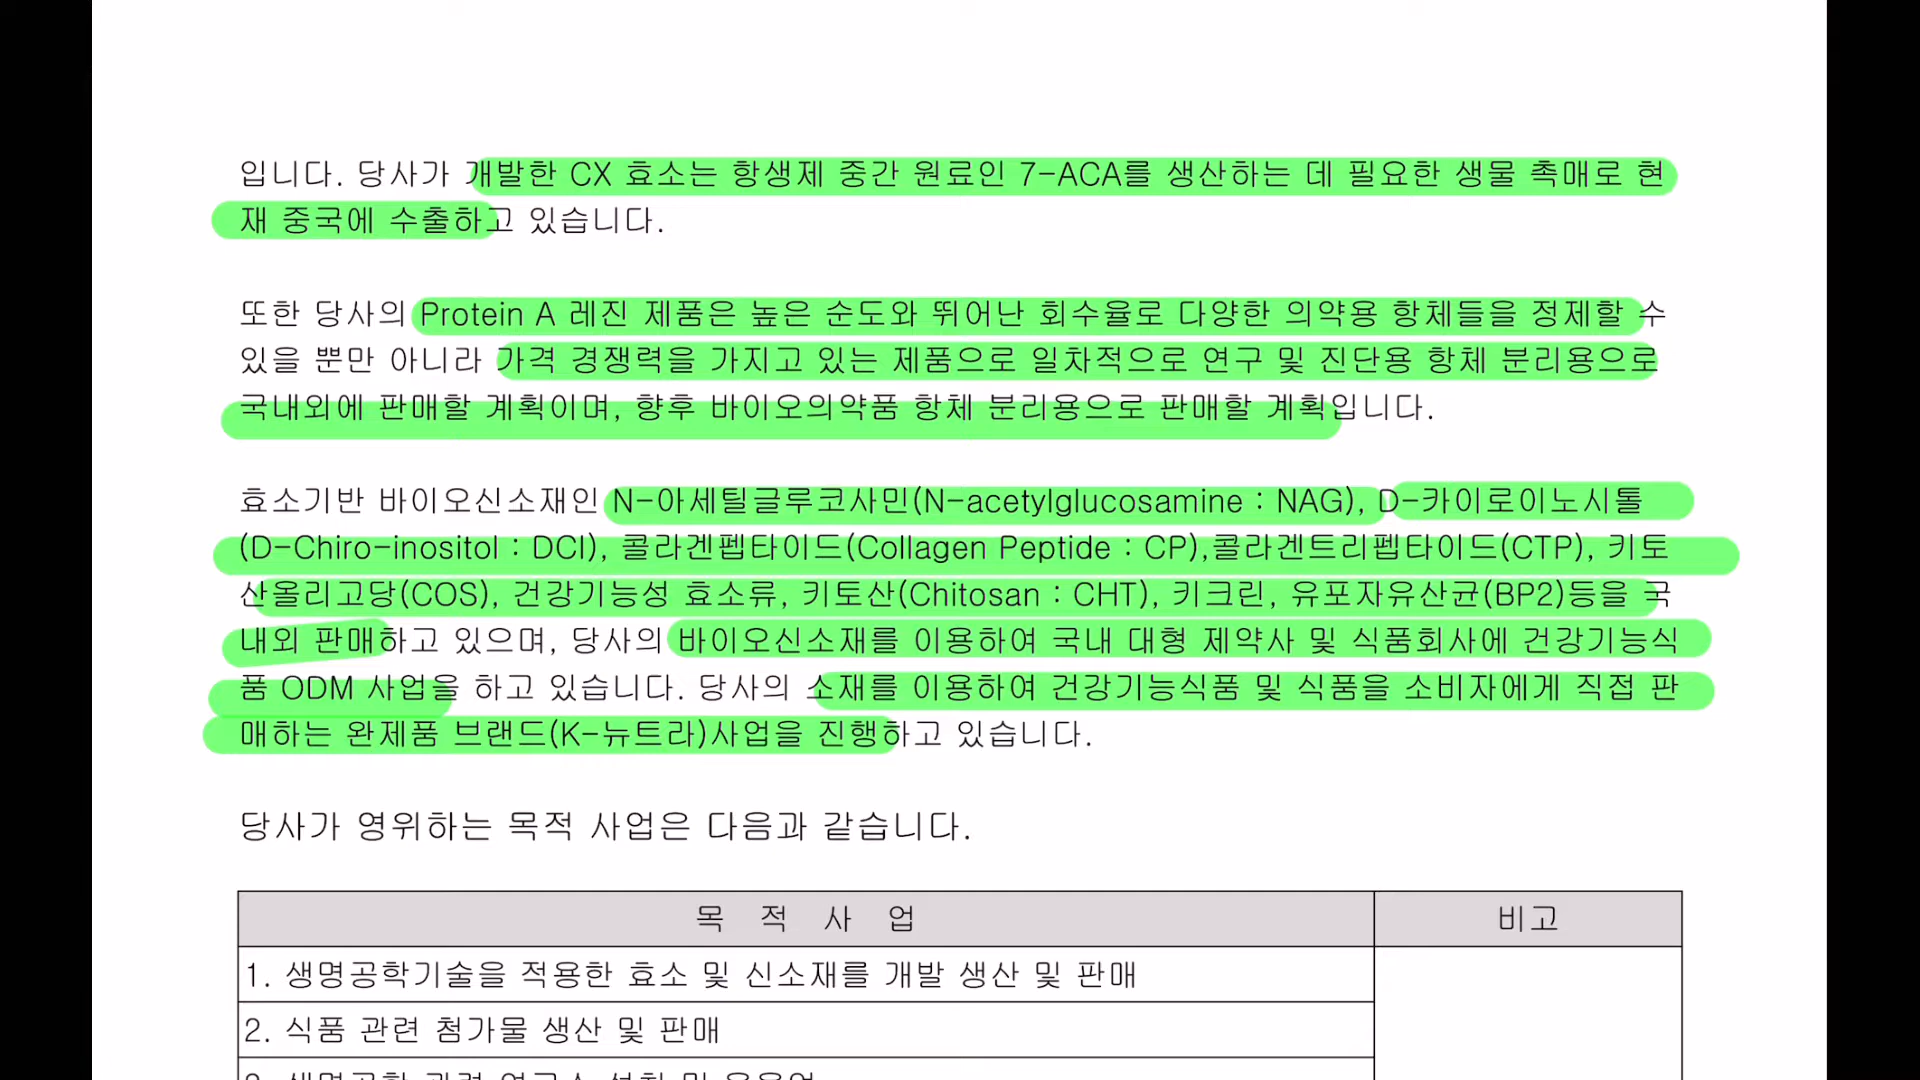 입니다. 당사가 개발한 CX 효소는 항생제 중간 원료인 7-ACA를 생산하는 데 필요한 생물 촉매로 현
재 중국에 수출하고 있습니다.
또한 당사의 Protein A 레진 제품은 높은 순도와 뛰어난 회수율로 다양한 의약용 항체들을 정제할 수
있을 뿐만 아니라 가격 경쟁력을 가지고 있는 제품으로 일차적으로 연구 및 진단용 항체 분리용으로
국내외에 판매할 계획이며, 향후 바이오의약품 항체 분리용으로 판매할 계획입니다.
효소기반 바이오신소재인 N-아세틸글루코사민(N-acetylglucosamine : NAG), D-카이로이노시톨
(D-Chiro-inositol : DCI), 콜라겐펩타이드(Collagen Peptide : CP),콜라겐트리펩타이드(CTP), 키토
산올리고당(COS), 건강기능성 효소류, 키토산(Chitosan : CHT), 키크린, 유포자유산균(BP2)등을 국
내외 판매하고 있으며, 당사의 바이오신소재를 이용하여 국내 대형 제약사 및 식품회사에 건강기능식
품 ODM 사업을 하고 있습니다. 당사의 소재를 이용하여 건강기능식품 및 식품을 소비자에게 직접 판
매하는 완제품 브랜드(K-뉴트라)사업을 진행하고 있습니다.
당사가 영위하는 목적 사업은 다음과 같습니다.
목 적 사 업 비고
1. 생명공학기술을 적용한 효소 및 신소재를 개발 생산 및 판매
2. 식품 관련 첨가물 생산 및 판매